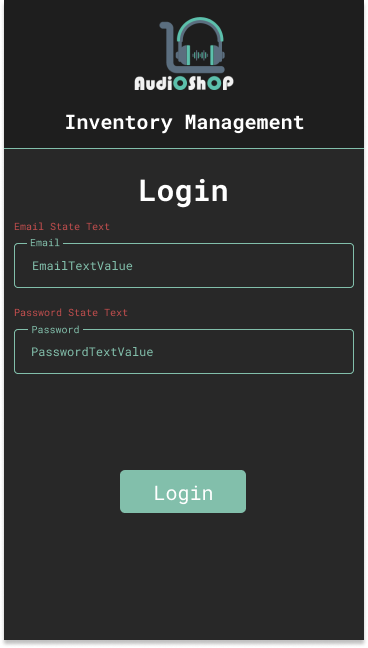 AudiOShOP
Inventory Management
Login
Email State Text
Email
EmailTextValue
Password State Text
Password
PasswordTextValue
Login